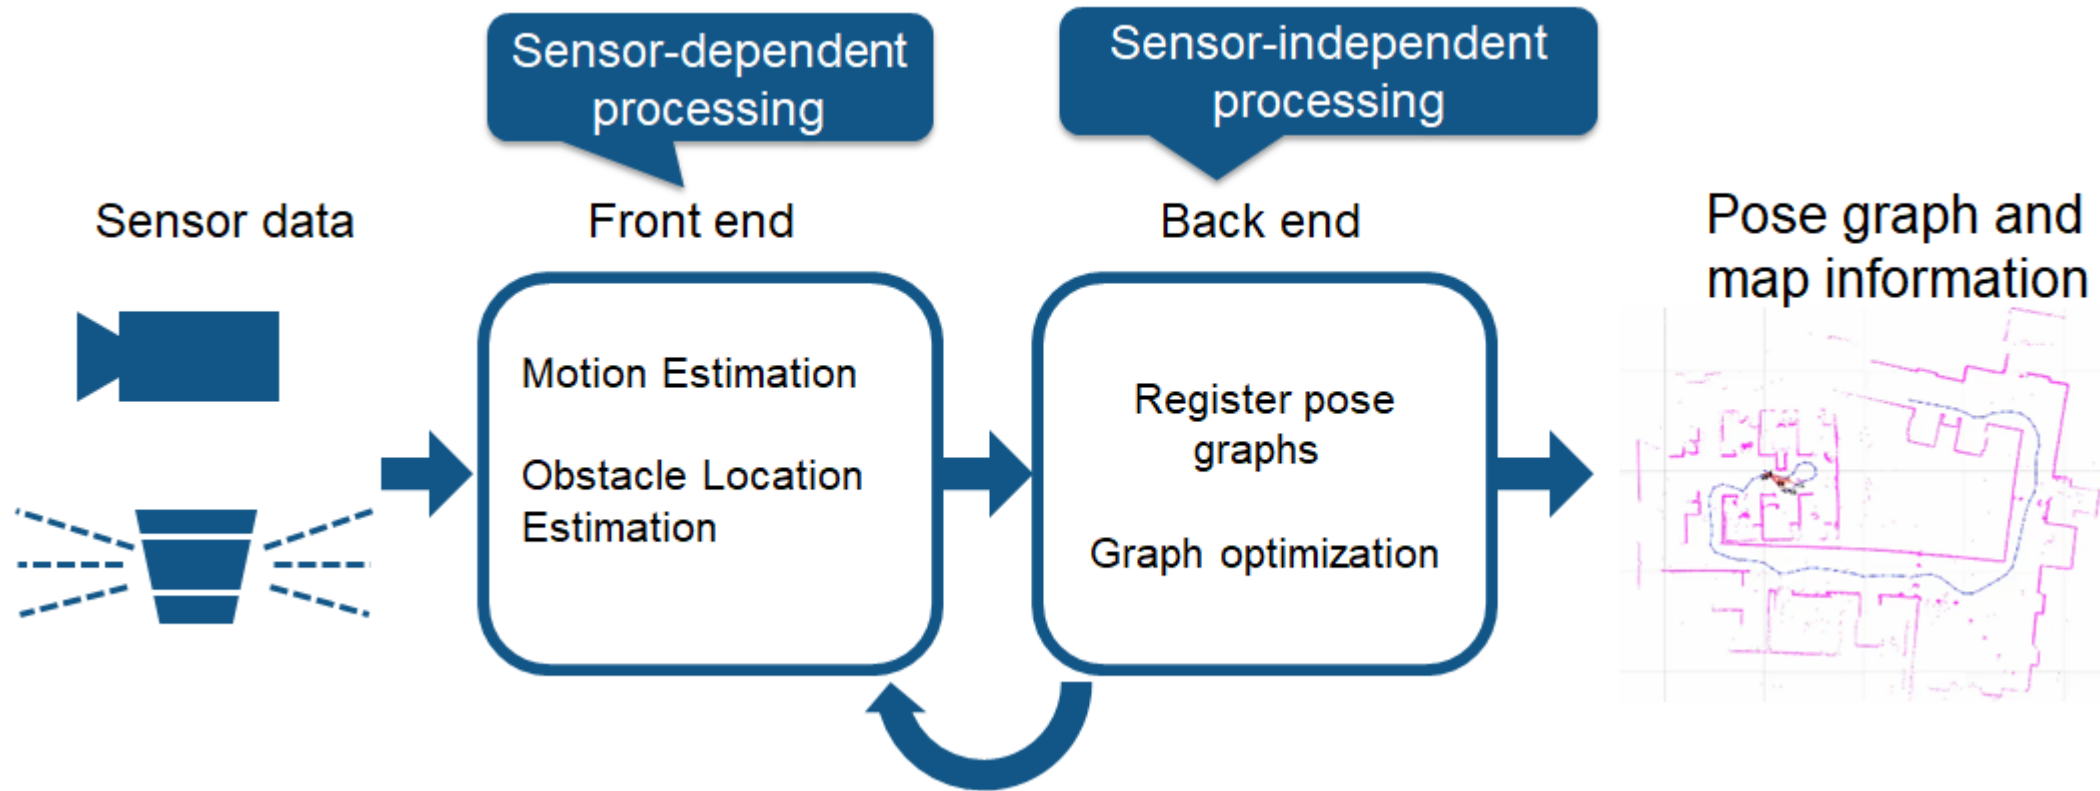 Sensor-dependent
processing
Sensor-independent
processing
Sensor data
Front end
Back end
Pose graph and
map information
Motion Estimation
Obstacle Location
Estimation
Register pose
graphs
Graph optimization